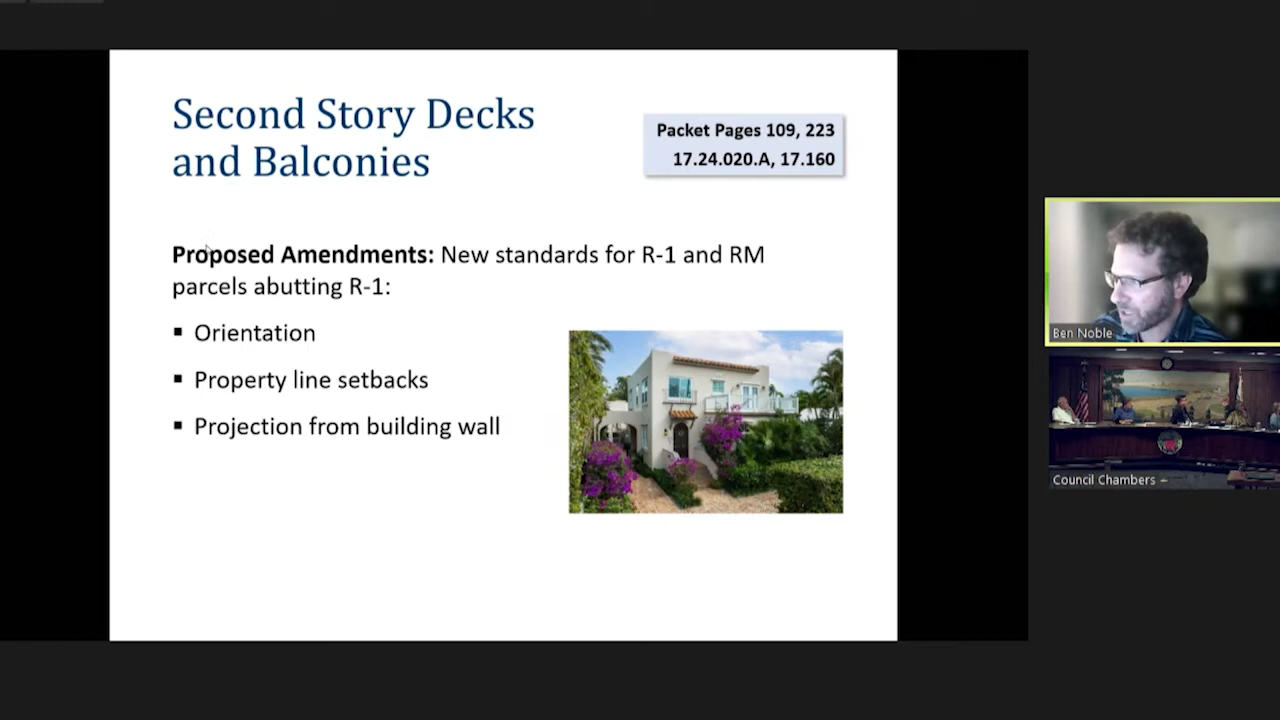 Second Story Decks
and Balconies
Packet Pages 109, 223
17.24.020.A, 17.160
Proposed Amendments: New standards for R-1 and RM
parcels abutting R-1:
▪ Orientation
▪ Property line setbacks
▪ Projection from building wall
Ben Noble
Council Chambers